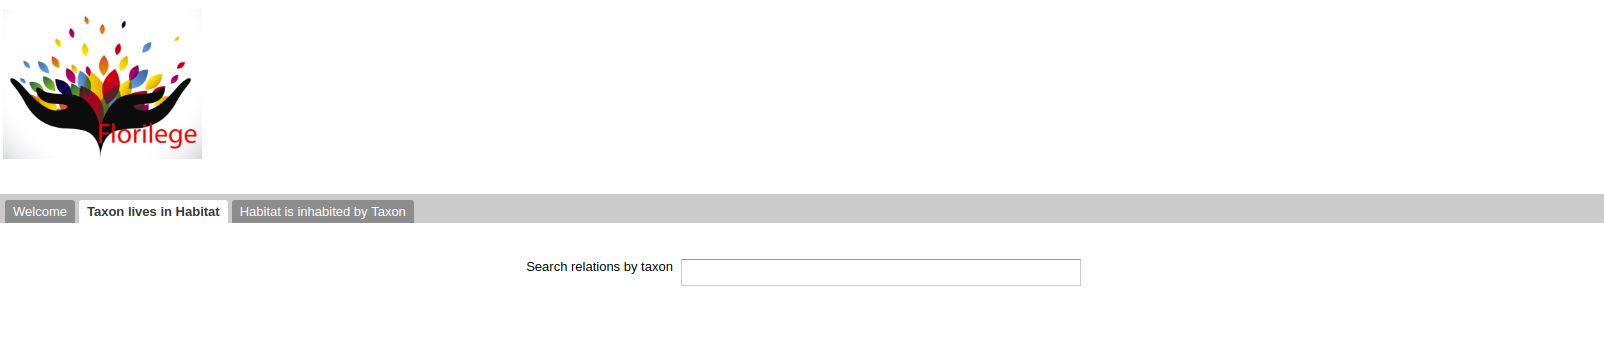 Florilege
Welcome
Taxon lives in Habitat
Habitat is inhabited by Taxon
Search relations by taxon